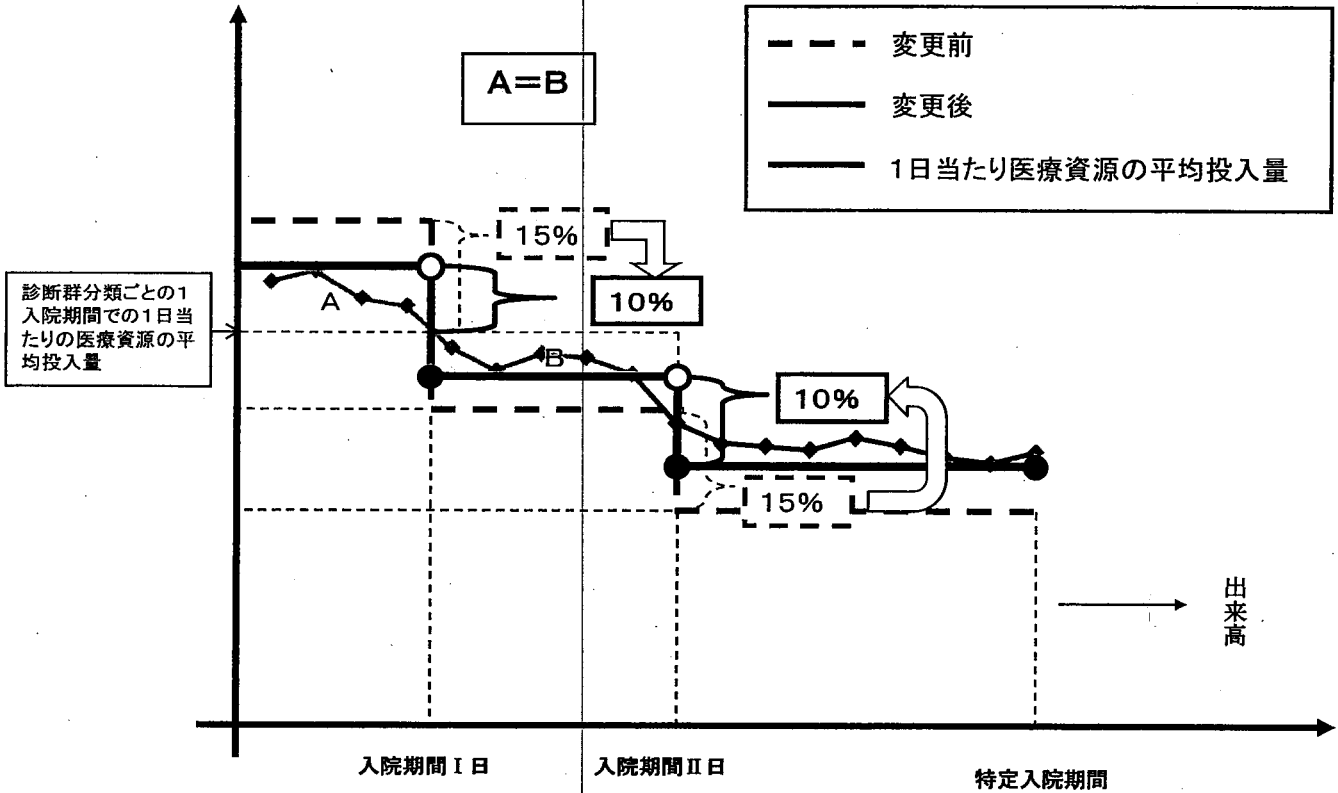 A=B
変更前
変更後
1日当たり医療資源の平均投入量
15%
10%
診断群分類ごとの1
入院期間での1日当
たりの医療資源の平
均投入量
A
B
10%
15%
出来高
入院期間Ⅰ日
入院期間Ⅱ日
特定入院期間